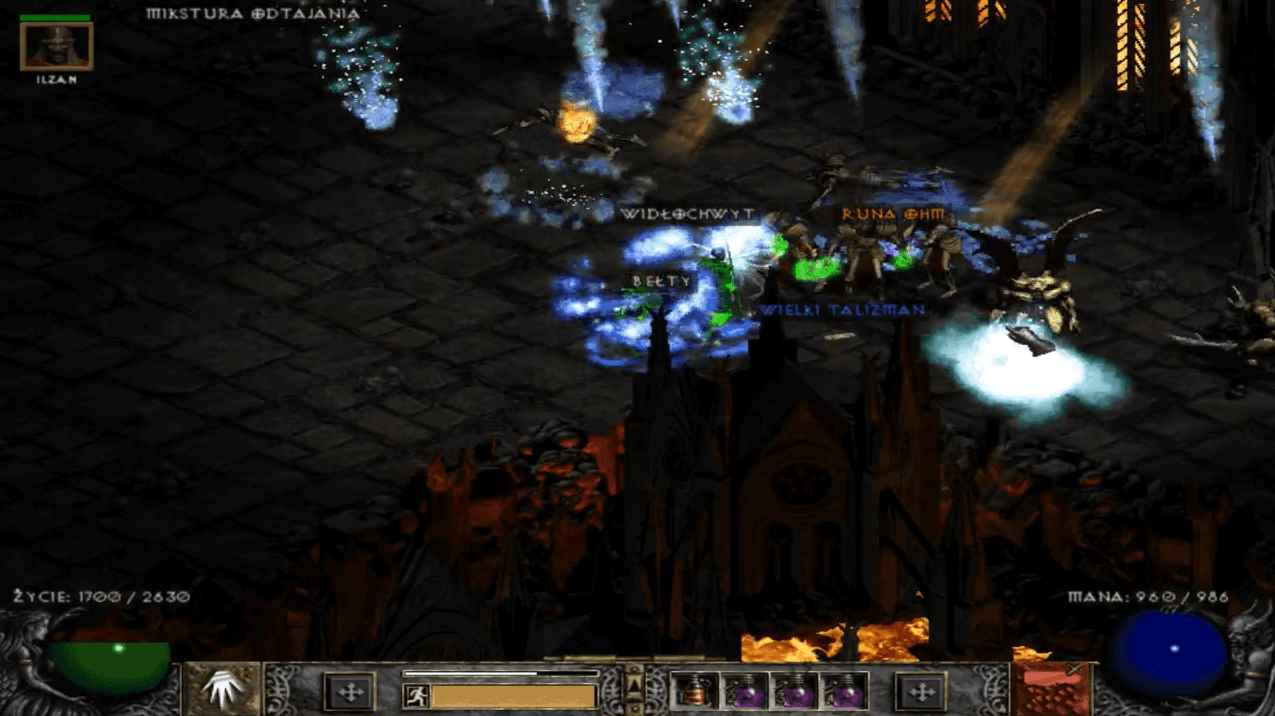 MIKSTURA ODTAJANIA
ILZAN
WIDŁOCHWYT
RUNA OHM
BEŁTY
WIELKI TALIZMAN
ŻYCIE: 1700 / 2630
MANA: 960 / 986